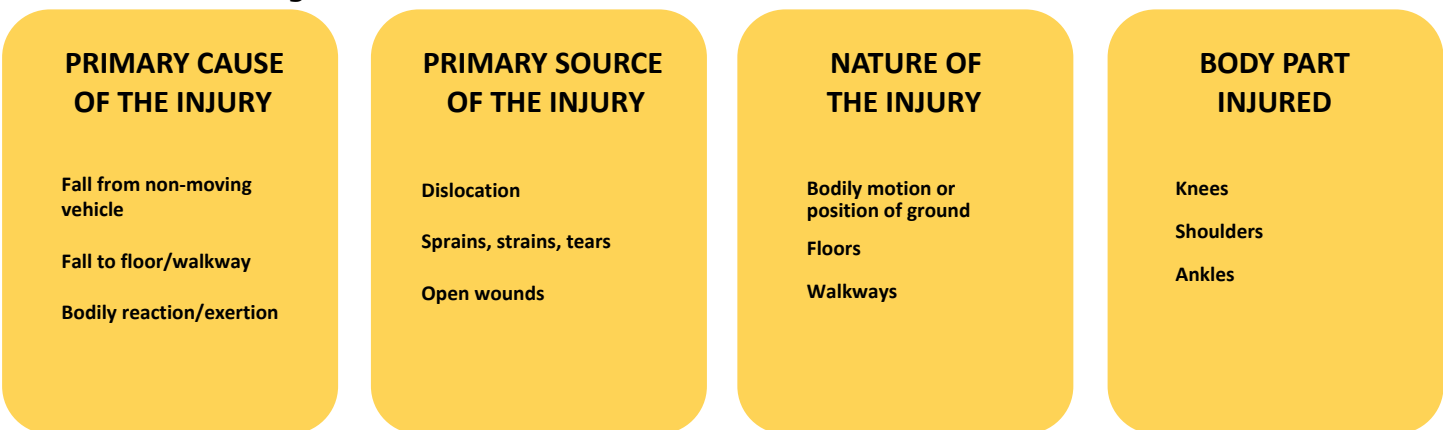 PRIMARY CAUSE
OF THE INJURY
Fall from non-moving
vehicle
Fall to floor/walkway
Bodily reaction/exertion
PRIMARY SOURCE
OF THE INJURY
Dislocation
Sprains, strains, tears
Open wounds
NATURE OF
THE INJURY
Bodily motion or
position of ground
Floors
Walkways
BODY PART
INJURED
Knees
Shoulders
Ankles